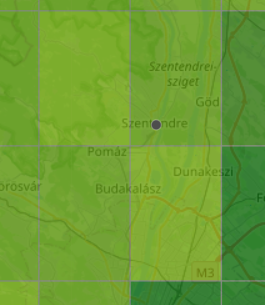 Szentendrei-
sziget
Göd
Szentendre
Pomáz
Dunakeszi
Budakalász
M3